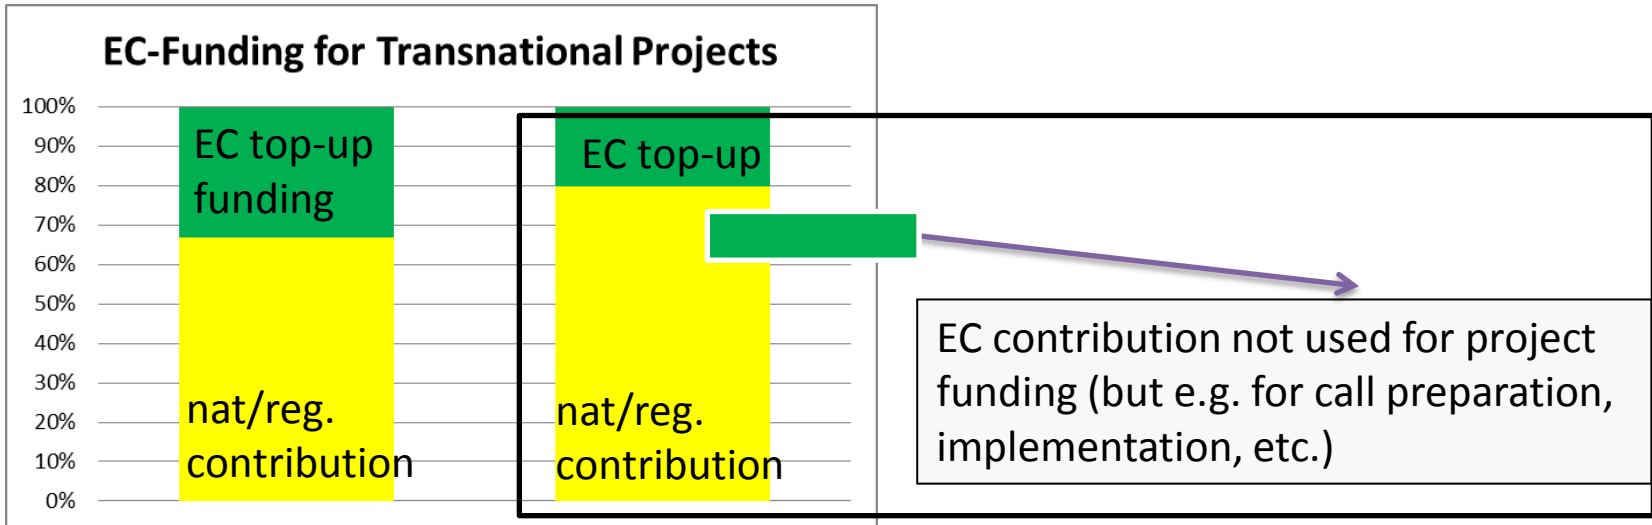 EC-Funding for Transnational Projects
100%
90%
80%
70%
60%
50%
40%
30%
20%
10%
0%
EC top-up
funding
nat/reg.
contribution
EC top-up
nat/reg.
contribution
EC contribution not used for project
funding (but e.g. for call preparation,
implementation, etc.)